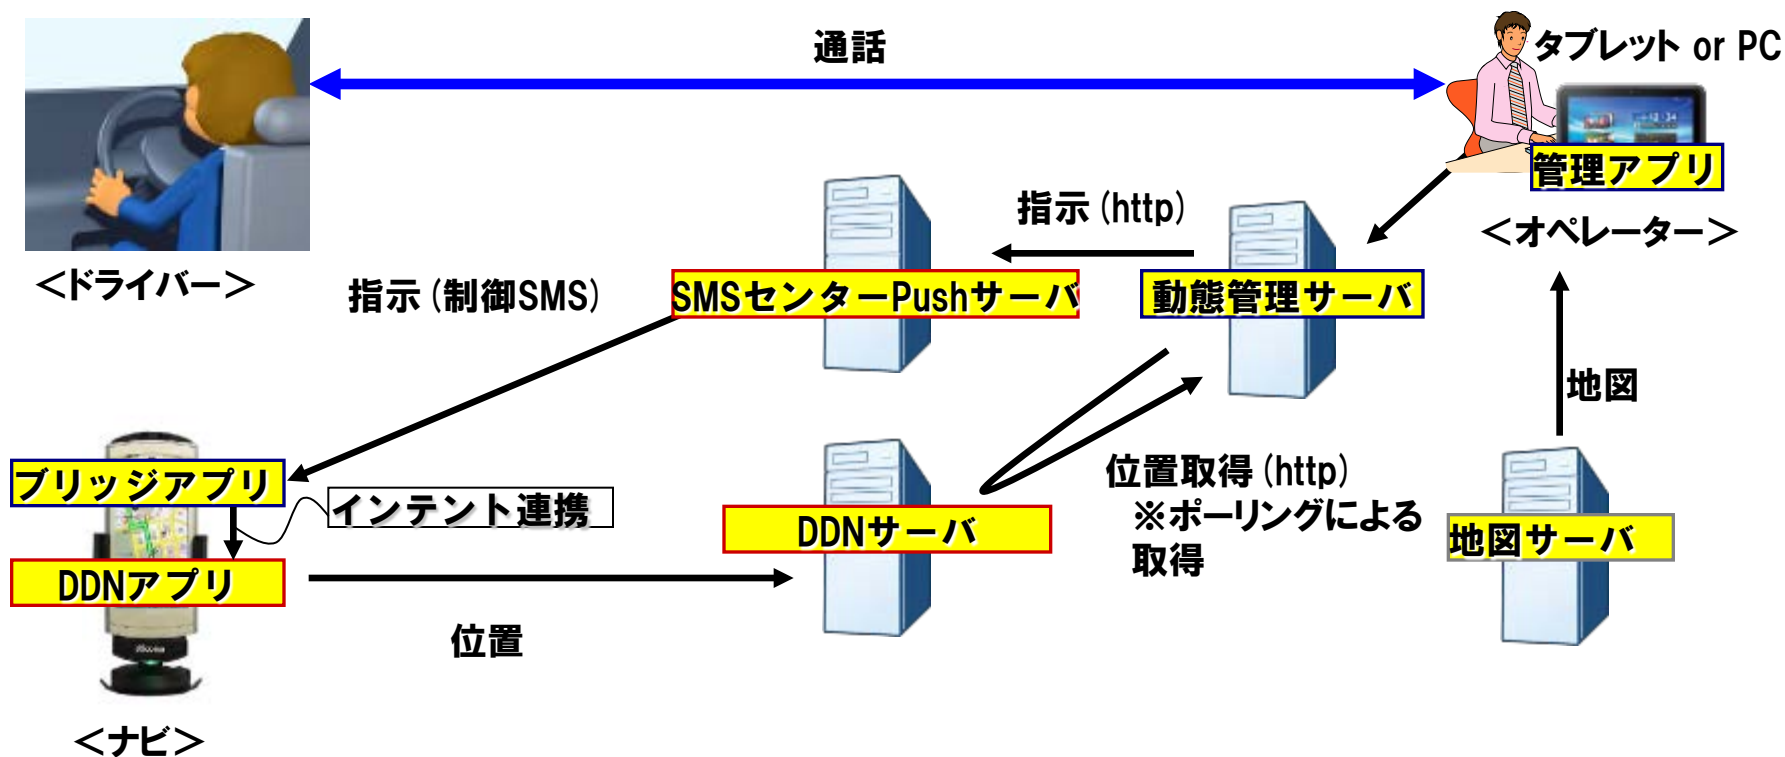 通話
タブレット or PC
管理アプリ
＜オペレーター＞
＜ドライバー＞
指示（http）
指示（制御SMS）
SMSセンターPushサーバ
動態管理サーバ
地図
ブリッジアプリ
インテント連携
位置取得（http）
※ポーリングによる
取得
DDNサーバ
地図サーバ
DDNアプリ
位置
＜ナビ＞